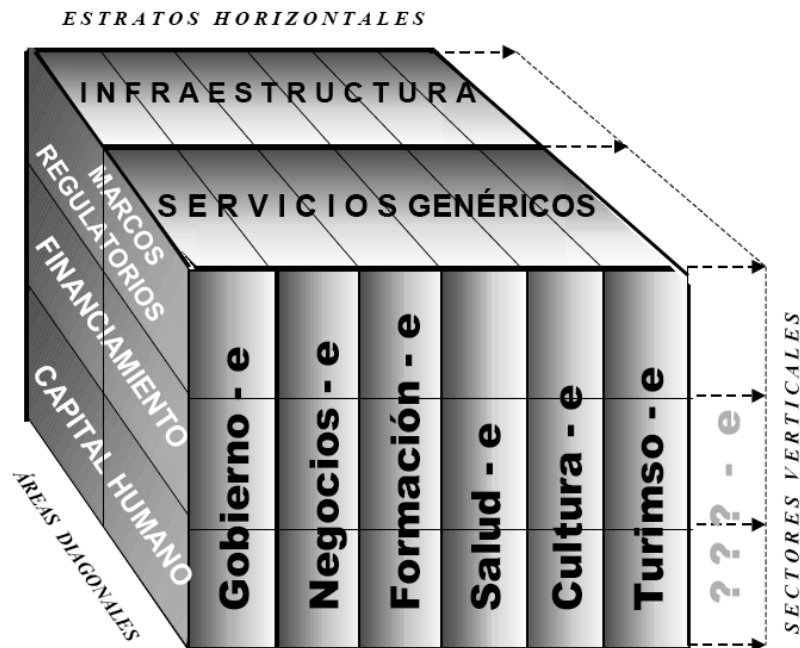 ESTRATOS HORIZONTALES
INFRAESTRUCTURA
SERVICIOS GENÉRICOS
MARCOS
REGULATORIOS
FINANCIAMIENTO
CAPITAL HUMANO
ÁREAS DIAGONALES
Gobierno - e
Negocios - e
Formación - e
Salud - e
Cultura - e
Turimso - e
? ? ? - e
SECTORES VERTICALES